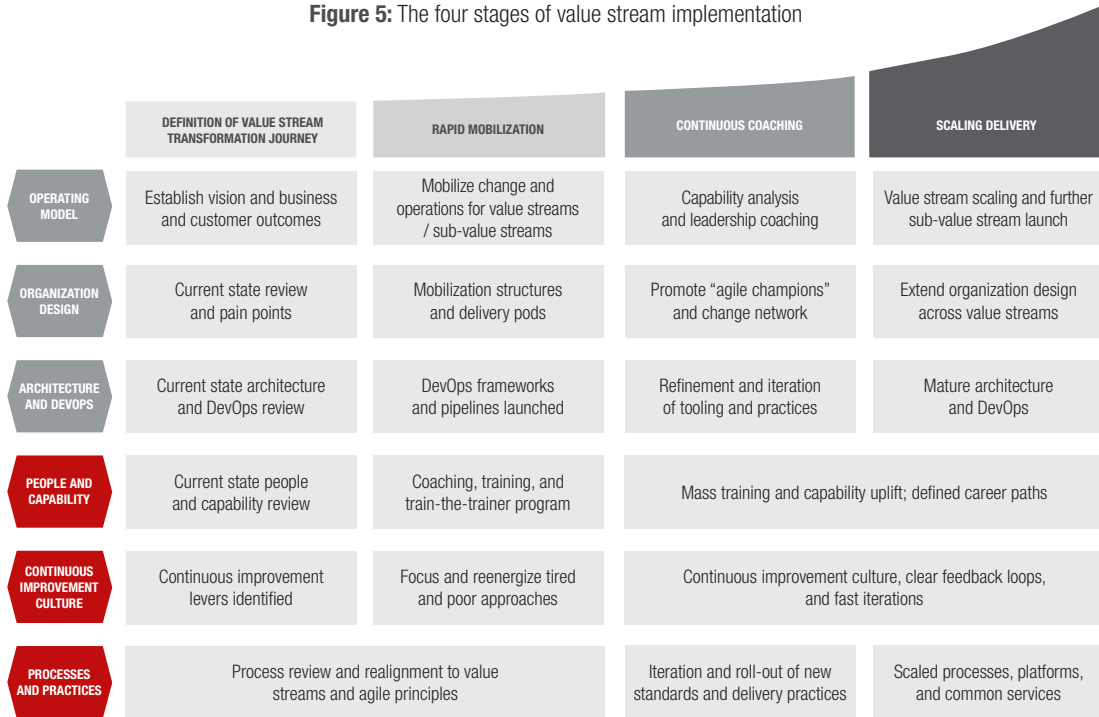 Figure 5: The four stages of value stream implementation
DEFINITION OF VALUE STREAM
TRANSFORMATION JOURNEY
RAPID MOBILIZATION
CONTINUOUS COACHING
SCALING DELIVERY
OPERATING
MODEL
Establish vision and business
and customer outcomes
Mobilize change and
operations for value streams
/ sub-value streams
Capability analysis
and leadership coaching
Value stream scaling and further
sub-value stream launch
ORGANIZATION
DESIGN
Current state review
and pain points
Mobilization structures
and delivery pods
Promote “agile champions”
and change network
Extend organization design
across value streams
ARCHITECTURE
AND DEVOPS
Current state architecture
and DevOps review
DevOps frameworks
and pipelines launched
Refinement and iteration
of tooling and practices
Mature architecture
and DevOps
PEOPLE AND
CAPABILITY
Current state people
and capability review
Coaching, training, and
train-the-trainer program
Mass training and capability uplift; defined career paths
CONTINUOUS
IMPROVEMENT
CULTURE
Continuous improvement
levers identified
Focus and reenergize tired
and poor approaches
Continuous improvement culture, clear feedback loops,
and fast iterations
PROCESSES
AND PRACTICES
Process review and realignment to value
streams and agile principles
Iteration and roll-out of new
standards and delivery practices
Scaled processes, platforms,
and common services